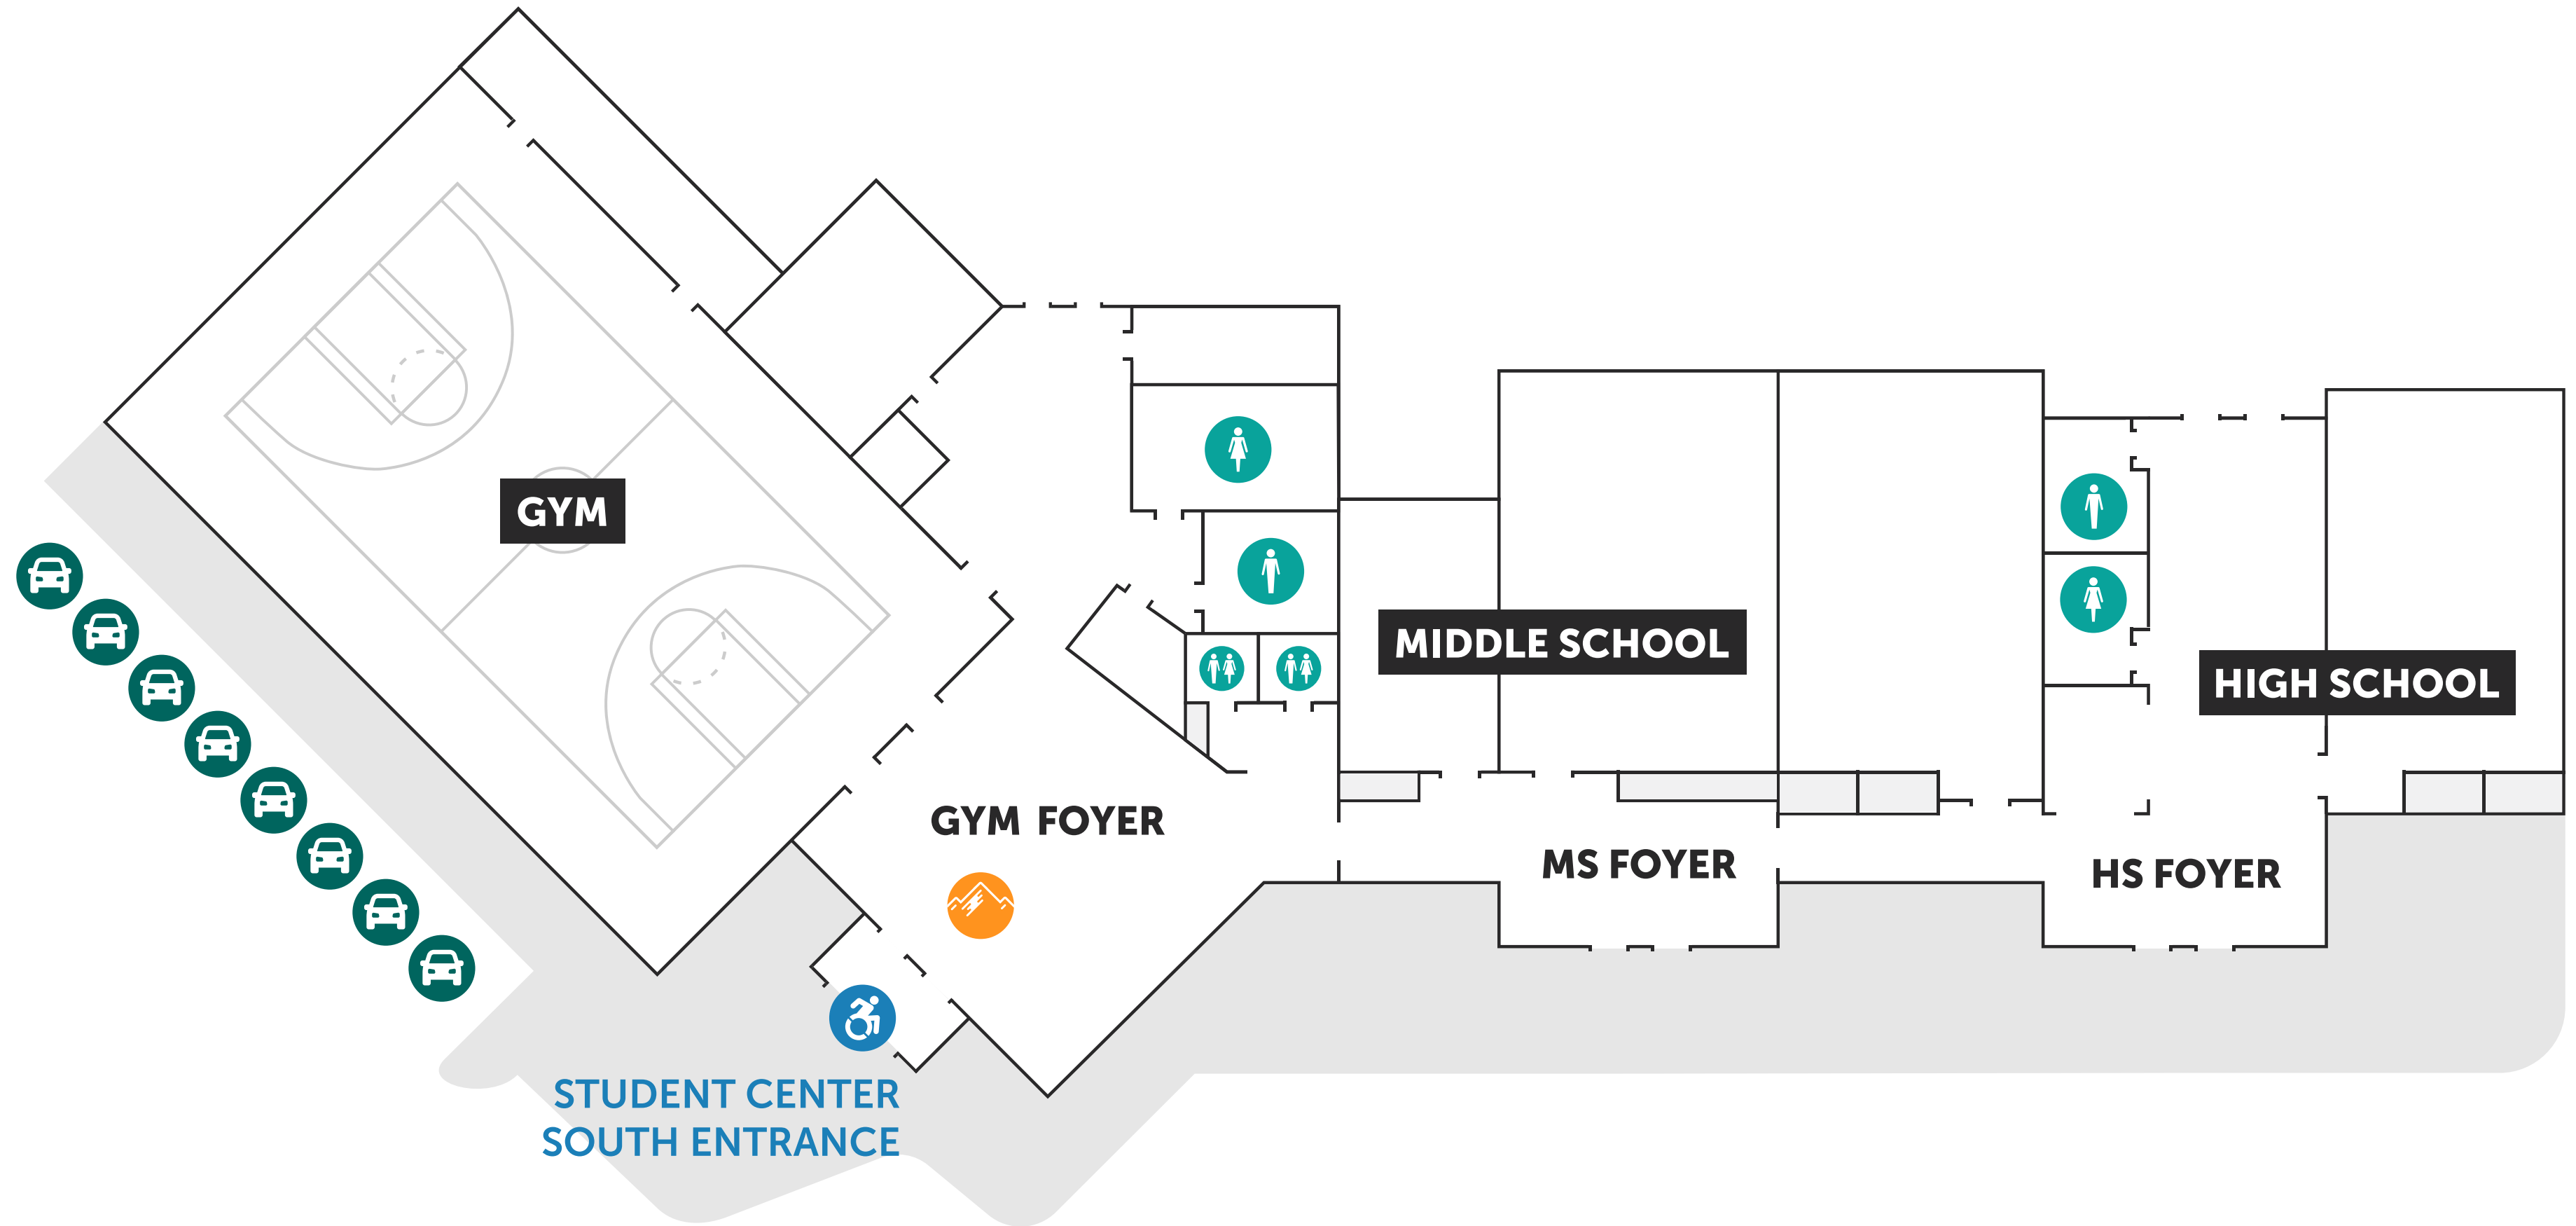 GYM
MIDDLE SCHOOL
HIGH SCHOOL
GYM FOYER
MS FOYER
HS FOYER
STUDENT CENTER
SOUTH ENTRANCE